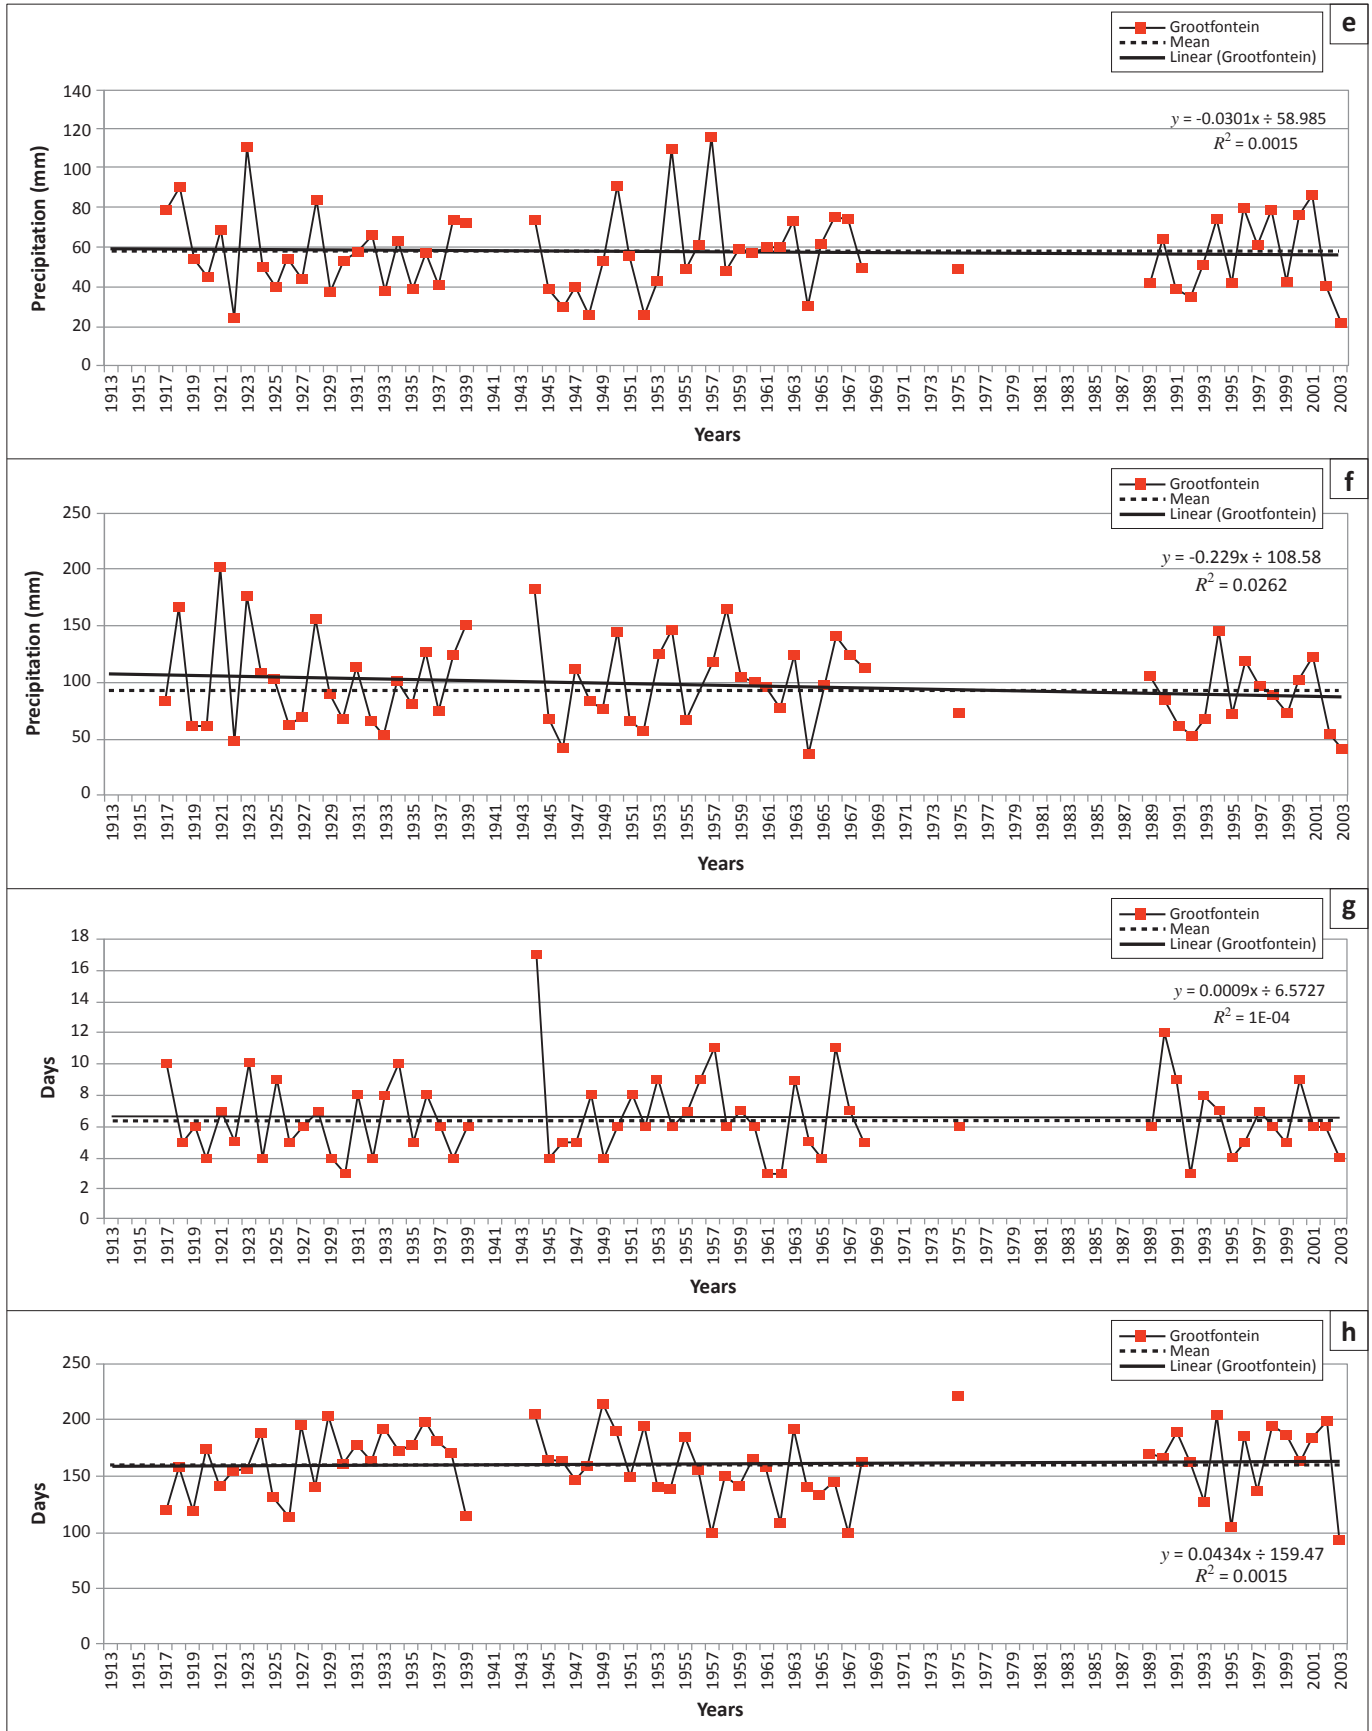 e
Grootfontein
Mean
Linear (Grootfontein)
y = -0.0301x ÷ 58.985
R² = 0.0015
Precipitation (mm)
140
120
100
80
60
40
20
0
1913 1915 1917 1919 1921 1923 1925 1927 1929 1931 1933 1935 1937 1939 1941 1943 1945 1947 1949 1951 1953 1955 1957 1959 1961 1963 1965 1967 1969 1971 1973 1975 1977 1979 1981 1983 1985 1987 1989 1991 1993 1995 1997 1999 2001 2003
Years
f
Grootfontein
Mean
Linear (Grootfontein)
y = -0.229x ÷ 108.58
R² = 0.0262
Precipitation (mm)
250
200
150
100
50
0
1913 1915 1917 1919 1921 1923 1925 1927 1929 1931 1933 1935 1937 1939 1941 1943 1945 1947 1949 1951 1953 1955 1957 1959 1961 1963 1965 1967 1969 1971 1973 1975 1977 1979 1981 1983 1985 1987 1989 1991 1993 1995 1997 1999 2001 2003
Years
g
Grootfontein
Mean
Linear (Grootfontein)
y = 0.0009x ÷ 6.5727
R² = 1E-04
Days
18
16
14
12
10
8
6
4
2
0
1913 1915 1917 1919 1921 1923 1925 1927 1929 1931 1933 1935 1937 1939 1941 1943 1945 1947 1949 1951 1953 1955 1957 1959 1961 1963 1965 1967 1969 1971 1973 1975 1977 1979 1981 1983 1985 1987 1989 1991 1993 1995 1997 1999 2001 2003
Years
h
Grootfontein
Mean
Linear (Grootfontein)
Days
250
200
150
100
50
0
y = 0.0434x ÷ 159.47
R² = 0.0015
1913 1915 1917 1919 1921 1923 1925 1927 1929 1931 1933 1935 1937 1939 1941 1943 1945 1947 1949 1951 1953 1955 1957 1959 1961 1963 1965 1967 1969 1971 1973 1975 1977 1979 1981 1983 1985 1987 1989 1991 1993 1995 1997 1999 2001 2003
Years